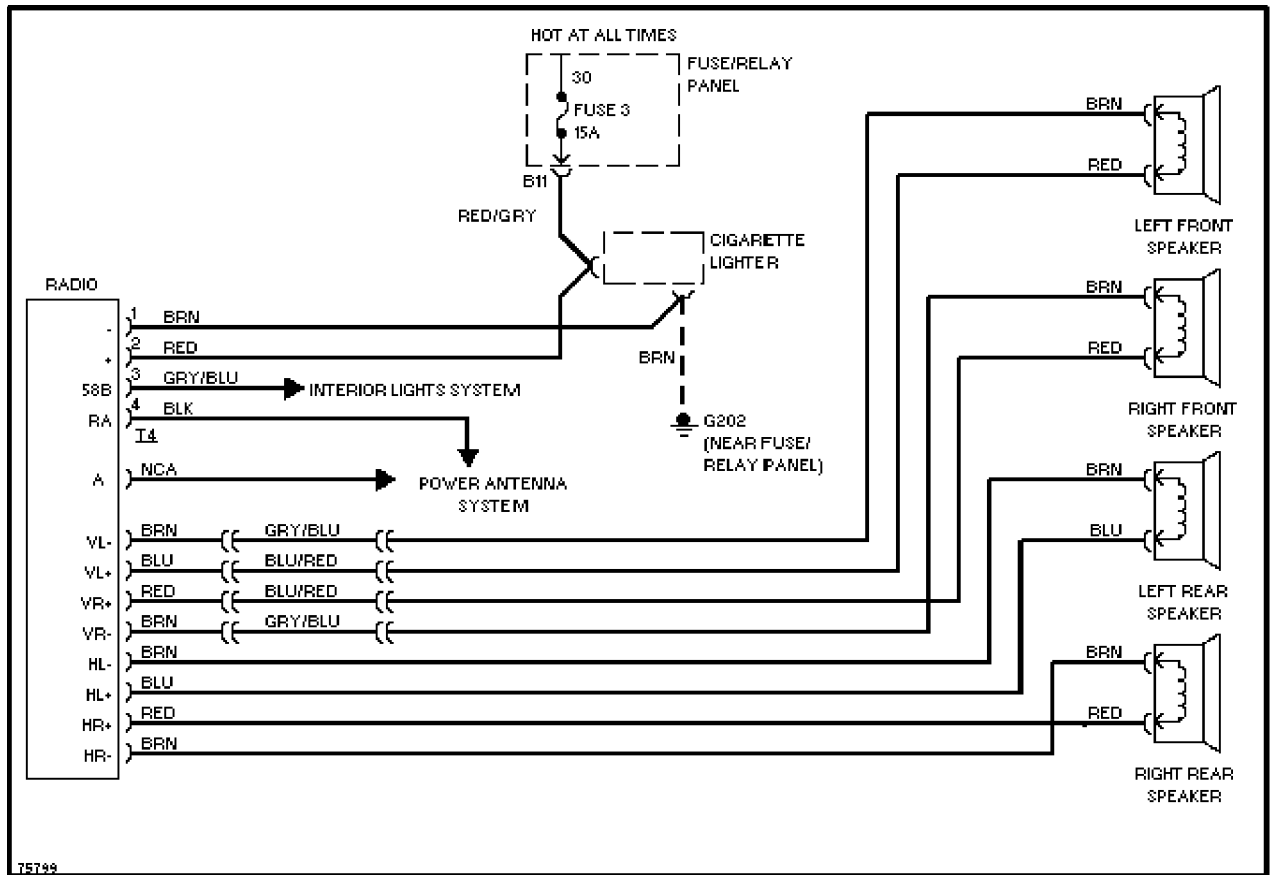 HOT AT ALL TIMES
FUSE/RELAY
PANEL
30
FUSE 3
15A
B11
RED/GRY
CIGARETTE
LIGHTER
BRN
G202
(NEAR FUSE/
RELAY PANEL)
RADIO
- 1 BRN
+ 2 RED
58B 3 GRY/BLU INTERIOR LIGHTS SYSTEM
RA 4 BLK
T4
A NCA POWER ANTENNA
SYSTEM
VL- BRN GRY/BLU
VL+ BLU BLU/RED
VR+ RED BLU/RED
VR- BRN GRY/BLU
HL- BRN
HL+ BLU
HR+ RED
HR- BRN
BRN
RED
LEFT FRONT
SPEAKER
BRN
RED
RIGHT FRONT
SPEAKER
BRN
BLU
LEFT REAR
SPEAKER
BRN
RED
RIGHT REAR
SPEAKER
75799